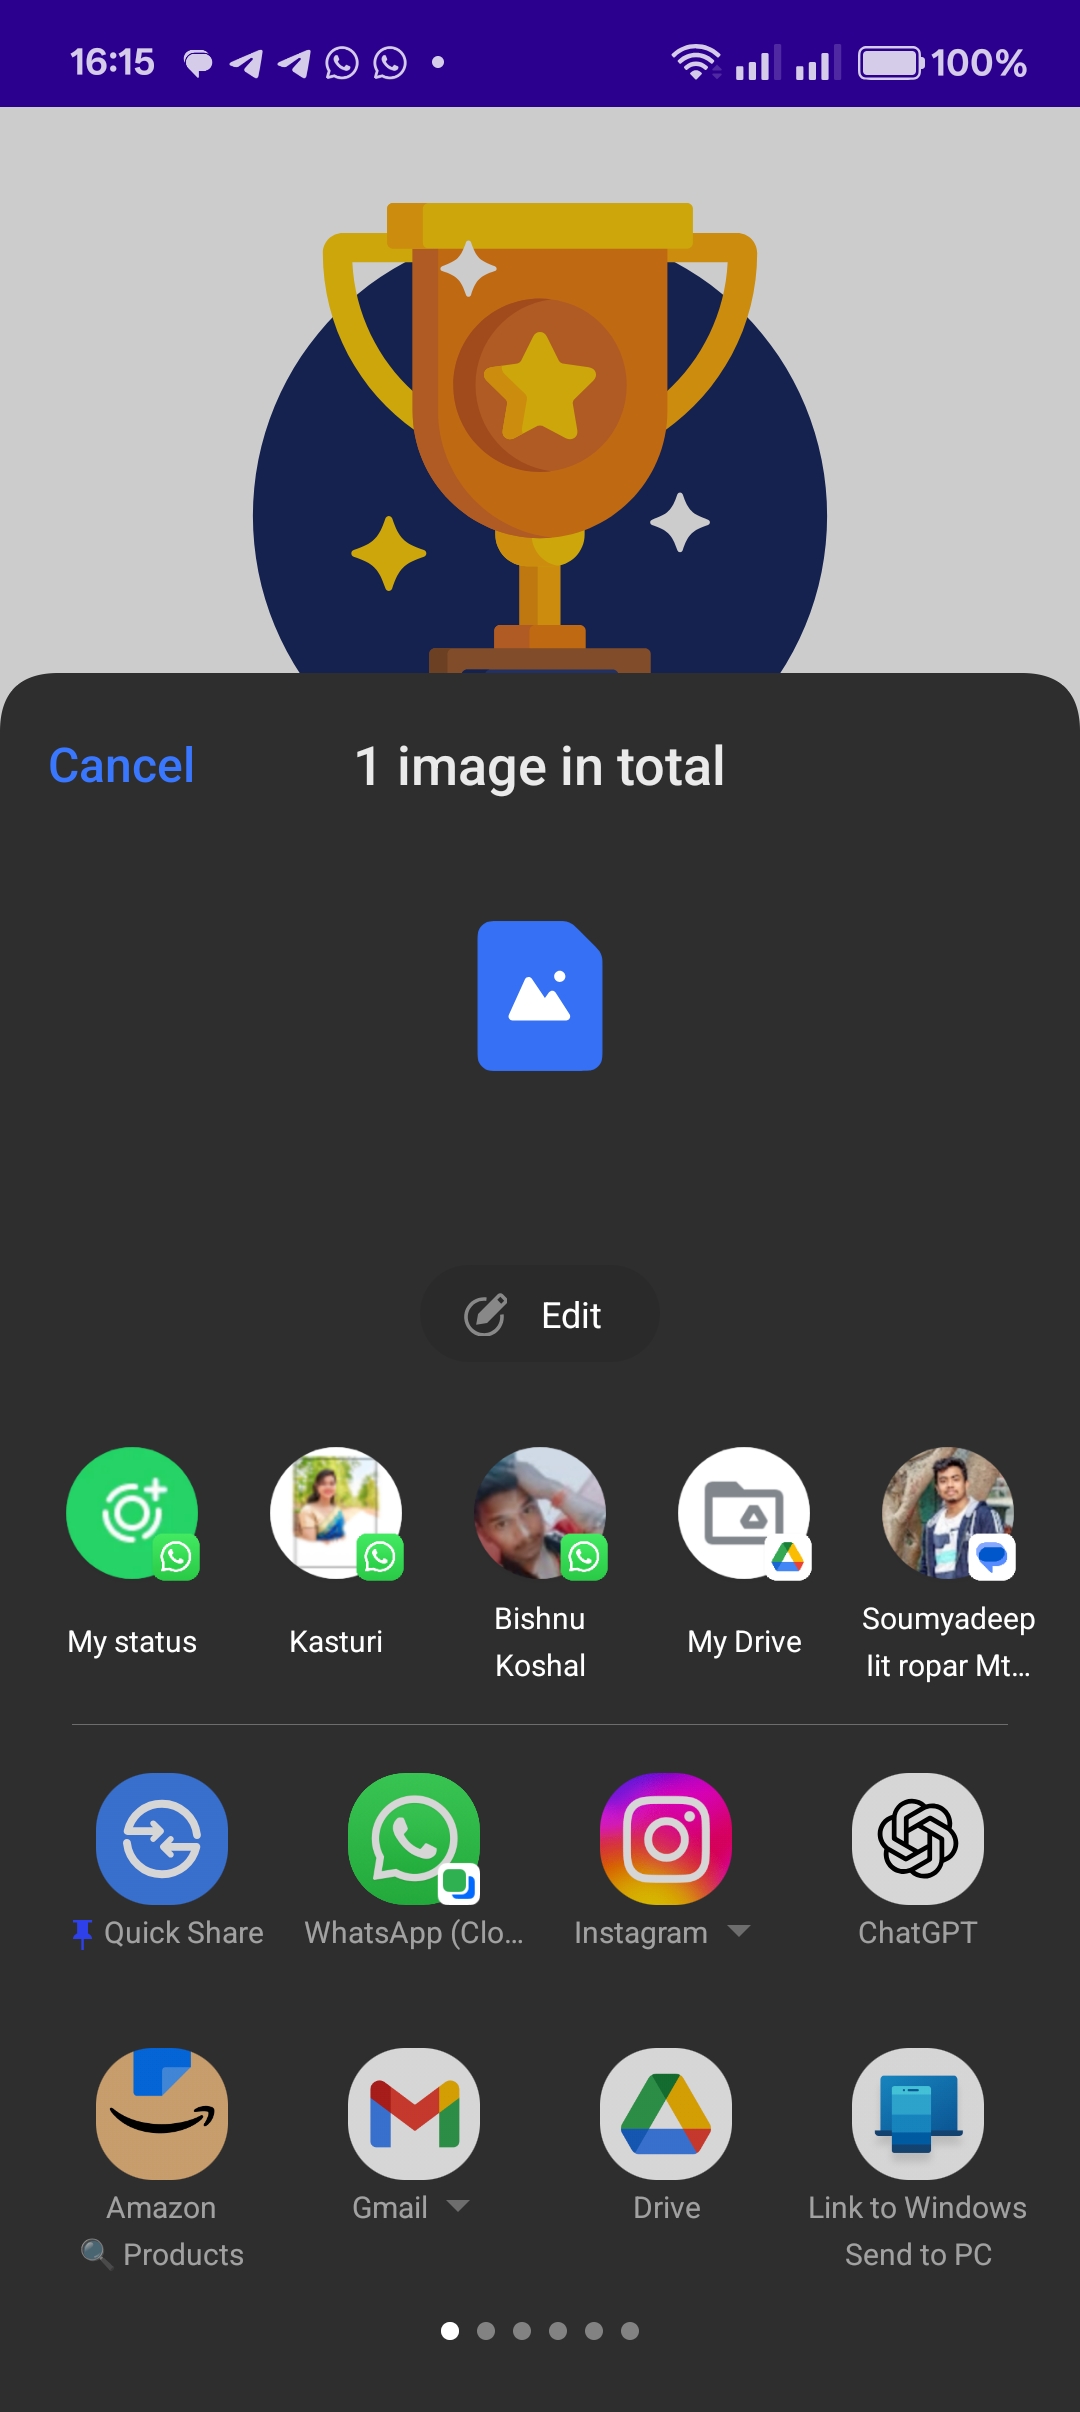 16:15 100%
Cancel 1 image in total
Edit
My status Kasturi Bishnu Koshal My Drive Soumyadeep Iit ropar Mt...
Quick Share WhatsApp (Clo... Instagram ChatGPT
Amazon Gmail Drive Link to Windows
Products Send to PC